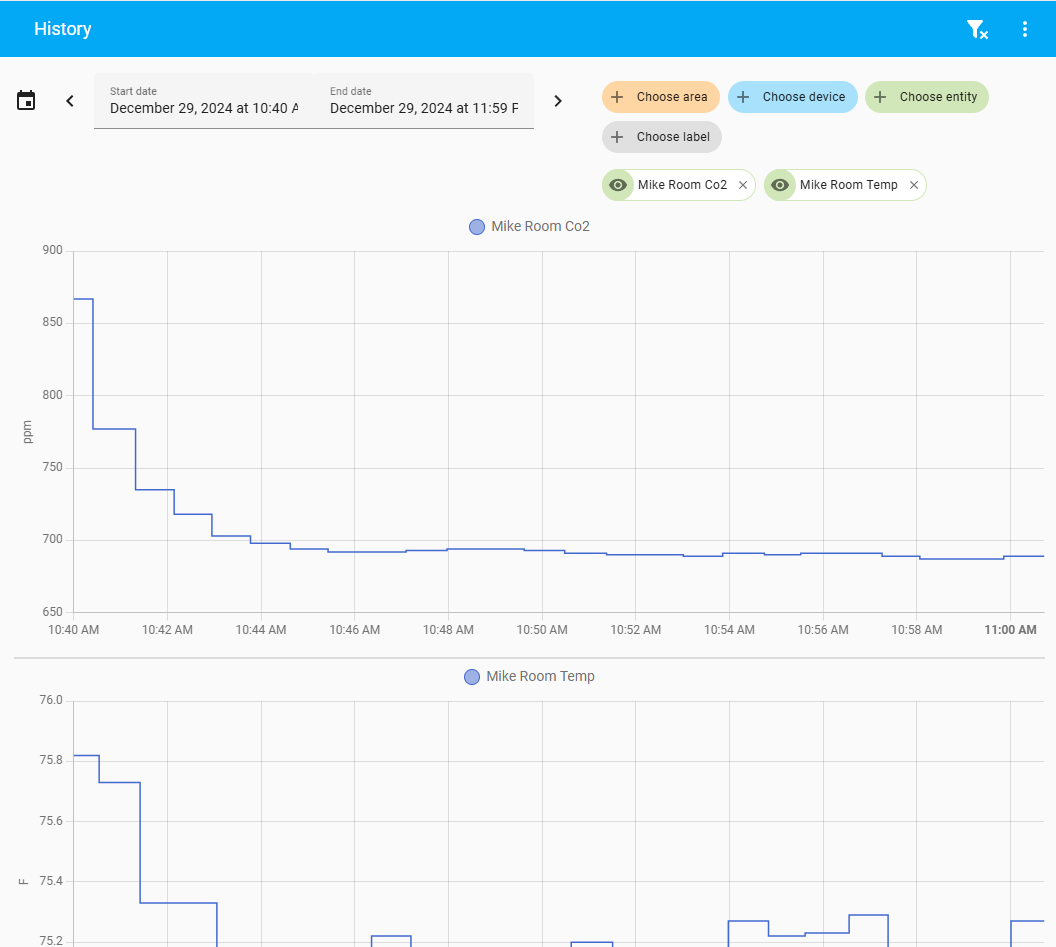 History
Start date
December 29, 2024 at 10:40 A
End date
December 29, 2024 at 11:59 P
Choose area
Choose device
Choose entity
Choose label
Mike Room Co2
Mike Room Temp
Mike Room Co2
900
850
800
750
700
650
ppm
10:40 AM 10:42 AM 10:44 AM 10:46 AM 10:48 AM 10:50 AM 10:52 AM 10:54 AM 10:56 AM 10:58 AM 11:00 AM
Mike Room Temp
76.0
75.8
75.6
75.4
75.2
F